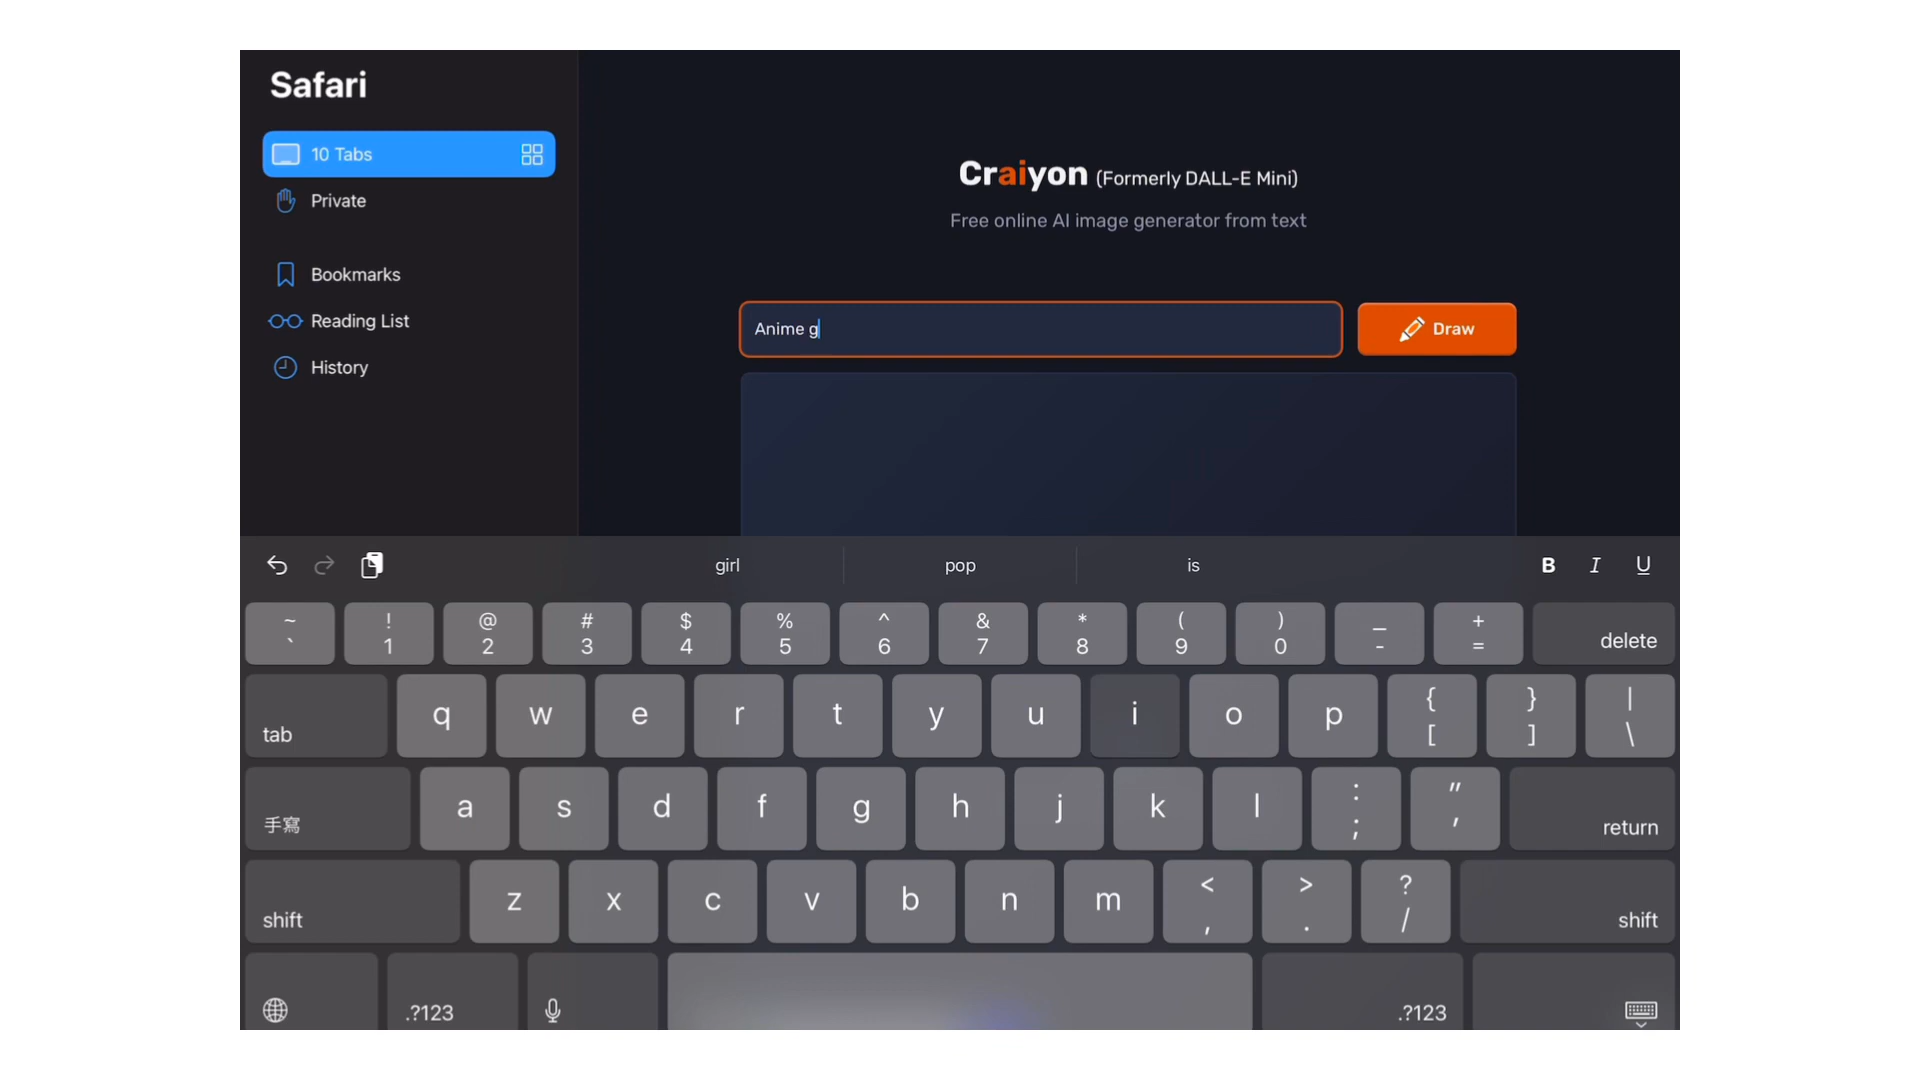 Safari
10 Tabs
Private
Bookmarks
Reading List
History
Craiyon (Formerly DALL-E Mini)
Free online AI image generator from text
Anime g
Draw
girl pop is
B I U
~ ! @ # $ % ^ & * ( ) _ +
` 1 2 3 4 5 6 7 8 9 0 - = delete
tab q w e r t y u i o p { [ } ] | \
手寫 a s d f g h j k l : ; " ' return
shift z x c v b n m < , > . ? / shift
.?123 .?123